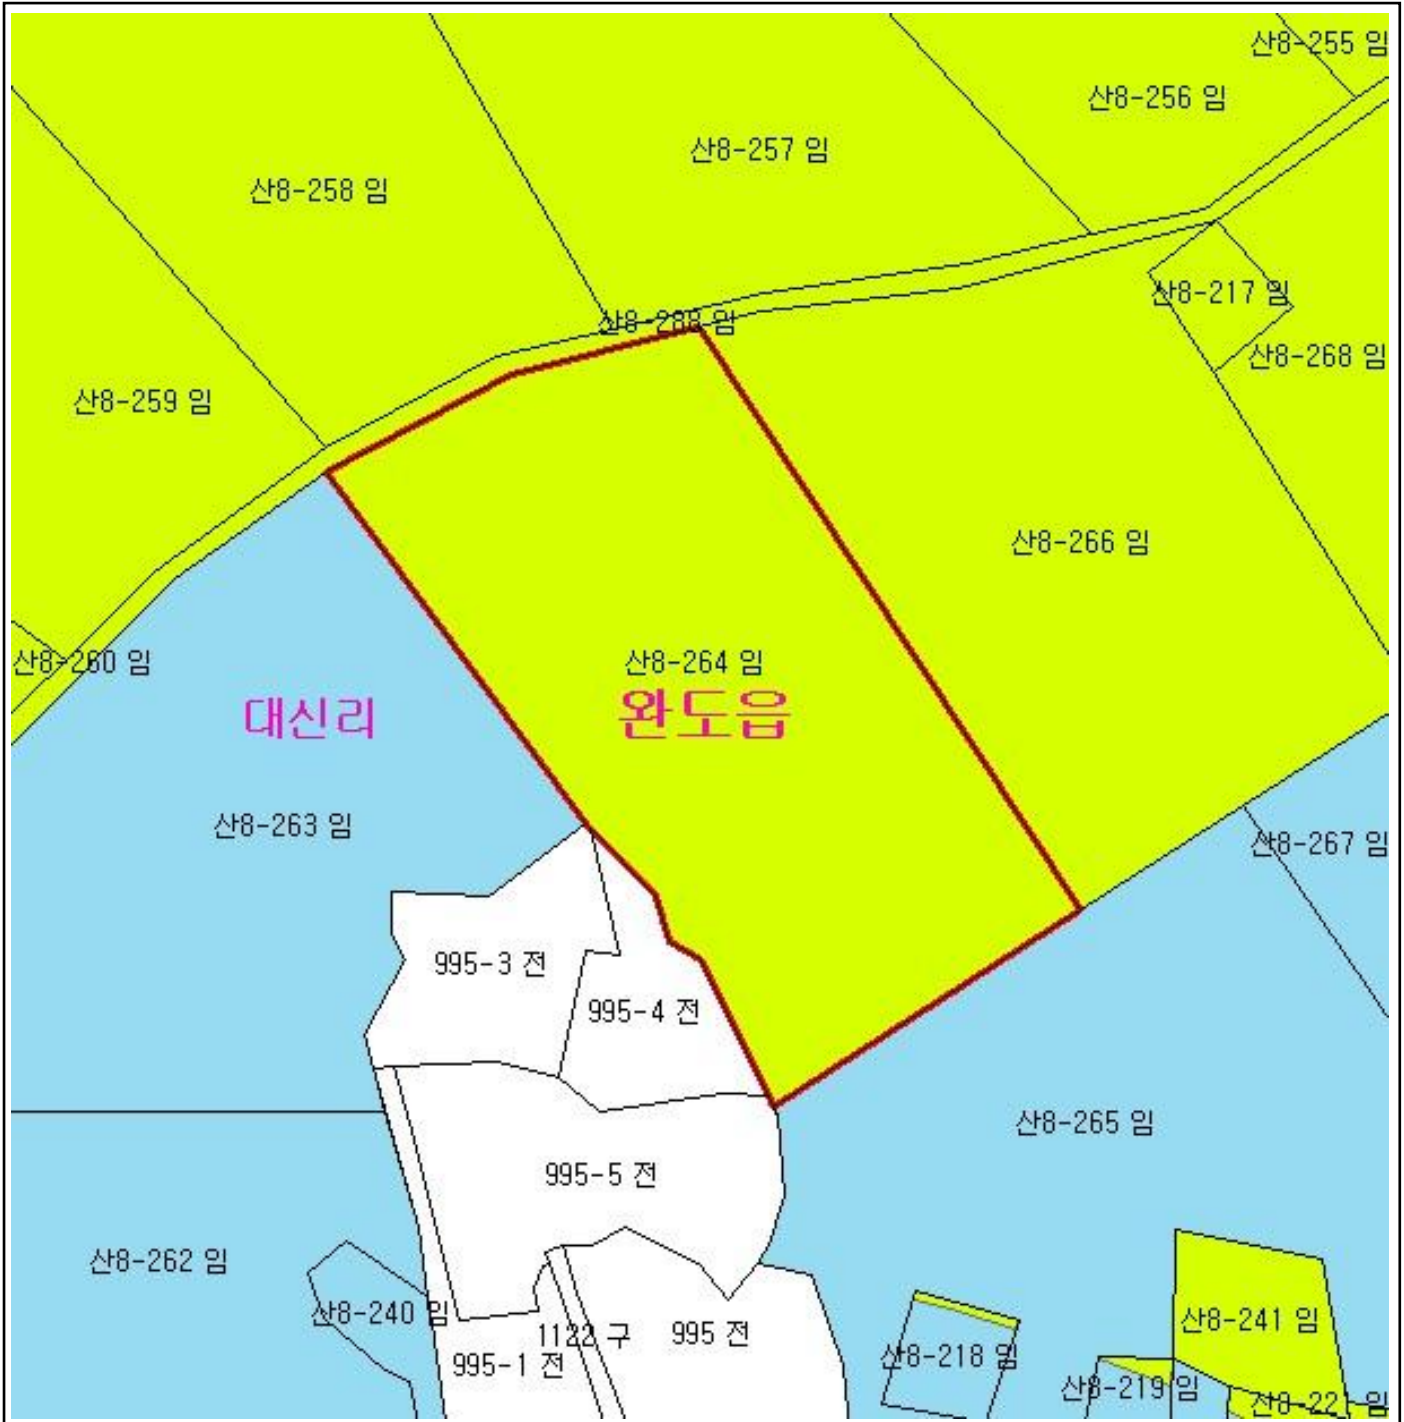 산8-255 임
산8-256 임
산8-257 임
산8-258 임
산8-217 임
산8-288 임
산8-268 임
산8-259 임
산8-266 임
산8-260 임
산8-264 임
대신리
완도읍
산8-263 임
산8-267 임
995-3 전
995-4 전
산8-265 임
995-5 전
산8-262 임
산8-240 임
산8-241 임
1122 구
995 전
995-1 전
산8-218 임
산8-219 임